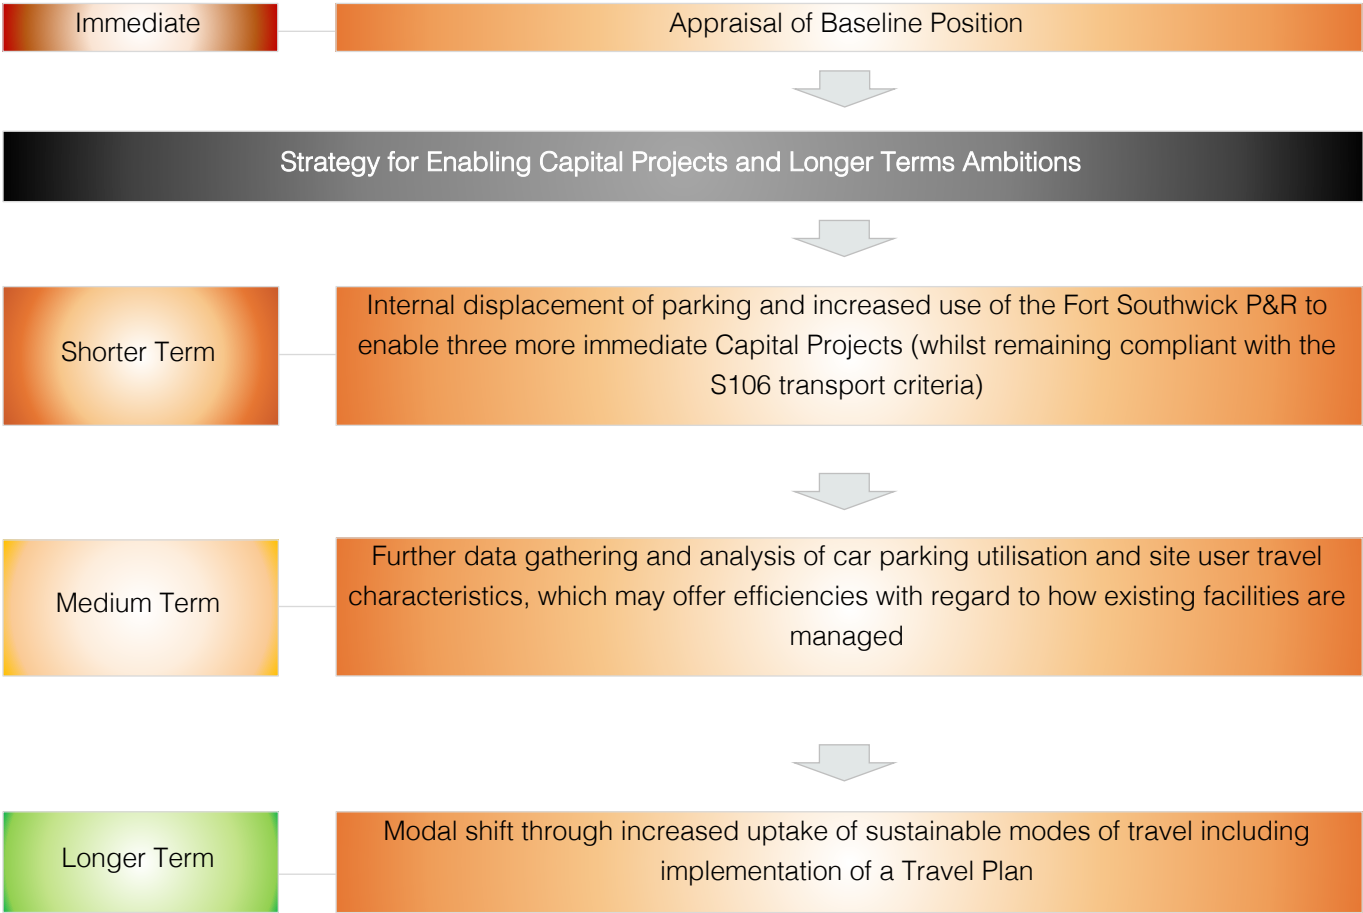 Immediate
Appraisal of Baseline Position
Strategy for Enabling Capital Projects and Longer Terms Ambitions
Shorter Term
Internal displacement of parking and increased use of the Fort Southwick P&R to
enable three more immediate Capital Projects (whilst remaining compliant with the
S106 transport criteria)
Medium Term
Further data gathering and analysis of car parking utilisation and site user travel
characteristics, which may offer efficiencies with regard to how existing facilities are
managed
Longer Term
Modal shift through increased uptake of sustainable modes of travel including
implementation of a Travel Plan